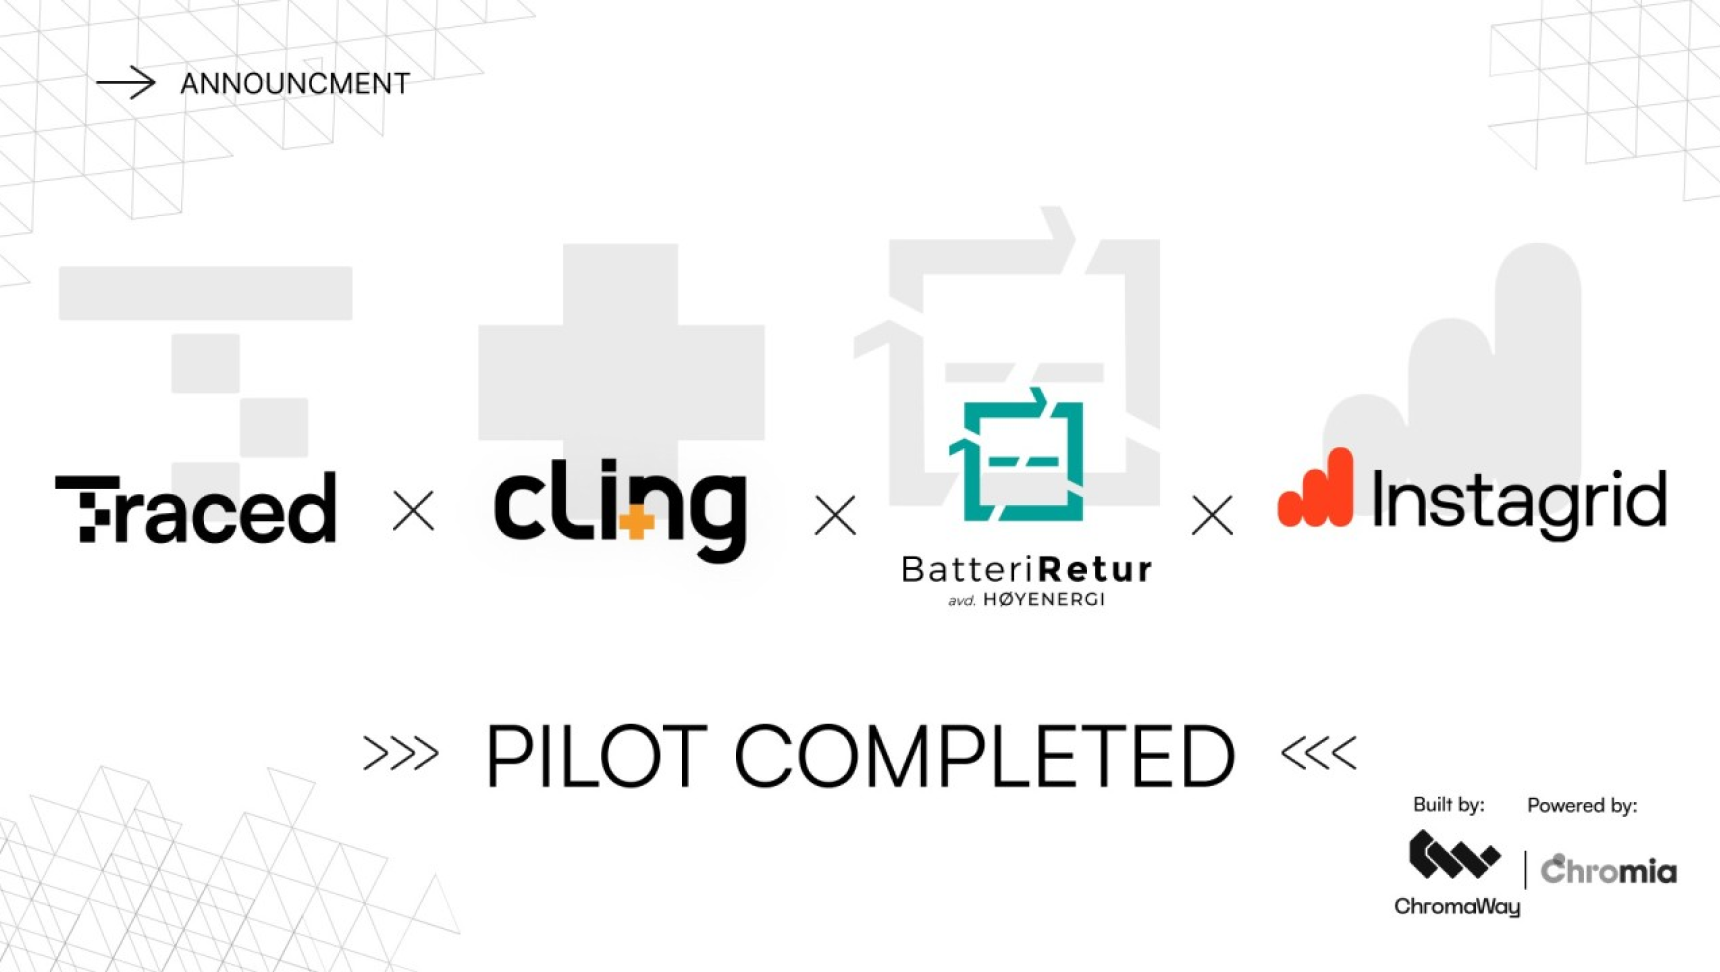 ANNOUNCMENT
Traced
cling
BatteriRetur
avd. HØYENERGI
Instagrid
>>> PILOT COMPLETED <<<
Built by:
Powered by:
ChromaWay
Chromia